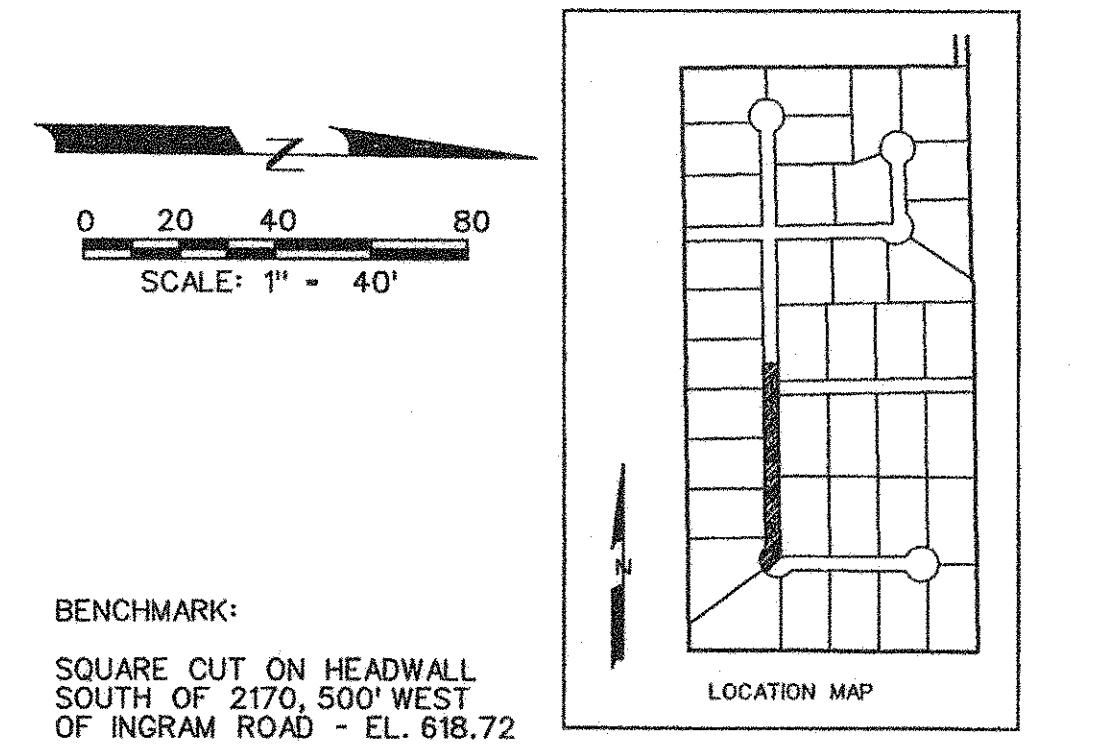 N
0 20 40 80
SCALE: 1" = 40'
BENCHMARK:
SQUARE CUT ON HEADWALL
SOUTH OF 2170, 500' WEST
OF INGRAM ROAD - EL. 618.72
N
LOCATION MAP